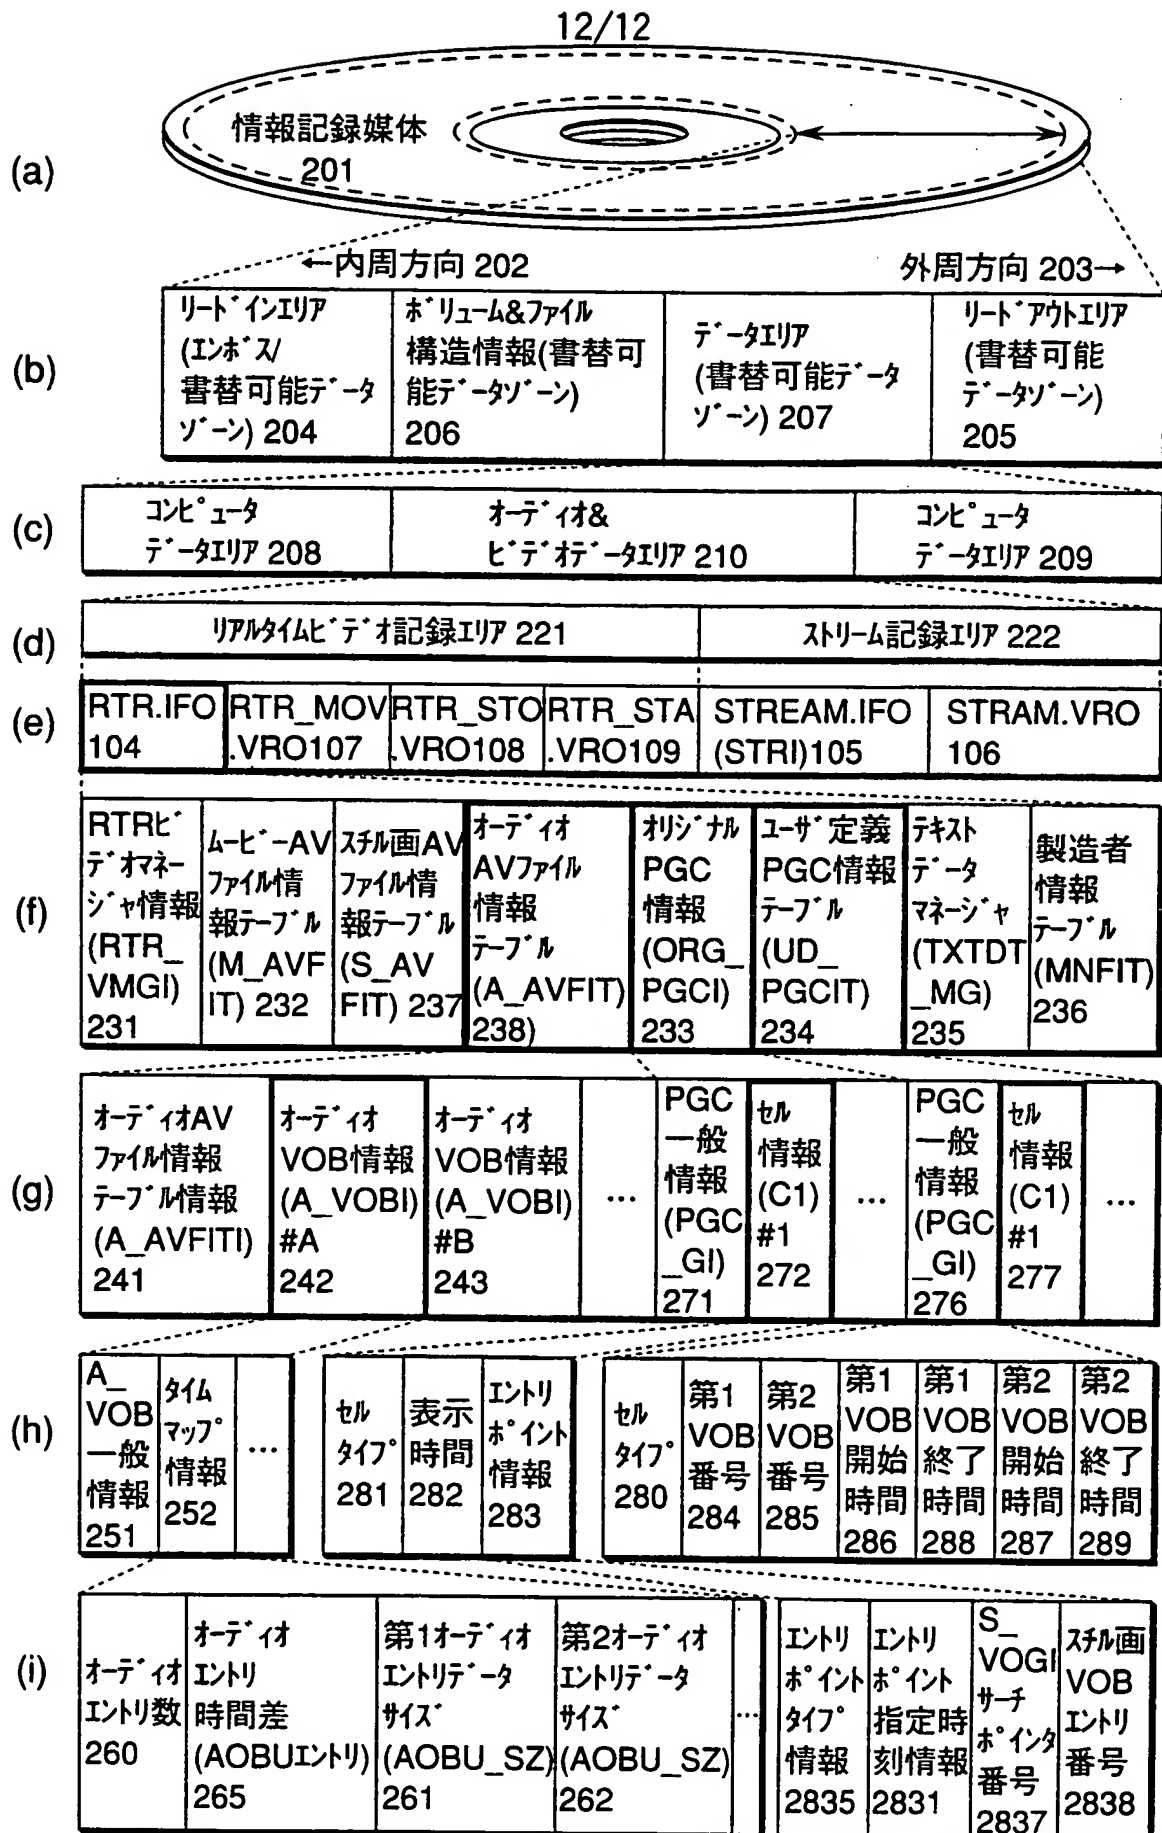 12/12
(a)
情報記録媒体
201
←内周方向 202
外周方向 203→
(b)
リードインエリア
(エンボス/
書替可能データ
ゾーン) 204
ボリューム&ファイル
構造情報(書替可
能データゾーン)
206
データエリア
(書替可能データ
ゾーン) 207
リードアウトエリア
(書替可能
データゾーン)
205
(c)
コンピュータ
データエリア 208
オーディオ&
ビデオデータエリア 210
コンピュータ
データエリア 209
(d)
リアルタイムビデオ記録エリア 221
ストリーム記録エリア 222
(e)
RTR.IFO
104
RTR_MOV
.VRO107
RTR_STO
.VRO108
RTR_STA
.VRO109
STREAM.IFO
(STRI)105
STRAM.VRO
106
(f)
RTRビ
デオマネー
ジャ情報
(RTR_
VMGI)
231
ムービーAV
ファイル情
報テーブル
(M_AVF
IT) 232
スチル画AV
ファイル情
報テーブル
(S_AV
FIT) 237
オーディオ
AVファイル
情報
テーブル
(A_AVFIT)
238)
オリジナル
PGC
情報
(ORG_
PGCI)
233
ユーザ定義
PGC情報
テーブル
(UD_
PGCIT)
234
テキスト
データ
マネージャ
(TXTDT
_MG)
235
製造者
情報
テーブル
(MNFIT)
236
(g)
オーディオAV
ファイル情報
テーブル情報
(A_AVFITI)
241
オーディオ
VOB情報
(A_VOBI)
#A
242
オーディオ
VOB情報
(A_VOBI)
#B
243
…
PGC
一般
情報
(PGC
_GI)
271
セル
情報
(C1)
#1
272
…
PGC
一般
情報
(PGC
_GI)
276
セル
情報
(C1)
#1
277
…
(h)
A_
VOB
一般
情報
251
タイム
マップ
情報
252
…
セル
タイプ
281
表示
時間
282
エントリ
ポイント
情報
283
セル
タイプ
280
第1
VOB
番号
284
第2
VOB
番号
285
第1
VOB
開始
時間
286
第1
VOB
終了
時間
288
第2
VOB
開始
時間
287
第2
VOB
終了
時間
289
(i)
オーディオ
エントリ数
260
オーディオ
エントリ
時間差
(AOBUエントリ)
265
第1オーディオ
エントリデータ
サイズ
(AOBU_SZ)
261
第2オーディオ
エントリデータ
サイズ
(AOBU_SZ)
262
…
エントリ
ポイント
タイプ
情報
2835
エントリ
ポイント
指定時
刻情報
2831
S_
VOGI
サーチ
ポインタ
番号
2837
スチル画
VOB
エントリ
番号
2838